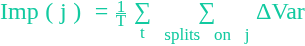 Imp ( j ) = 1/T ∑ ∑ ΔVar
t splits on j